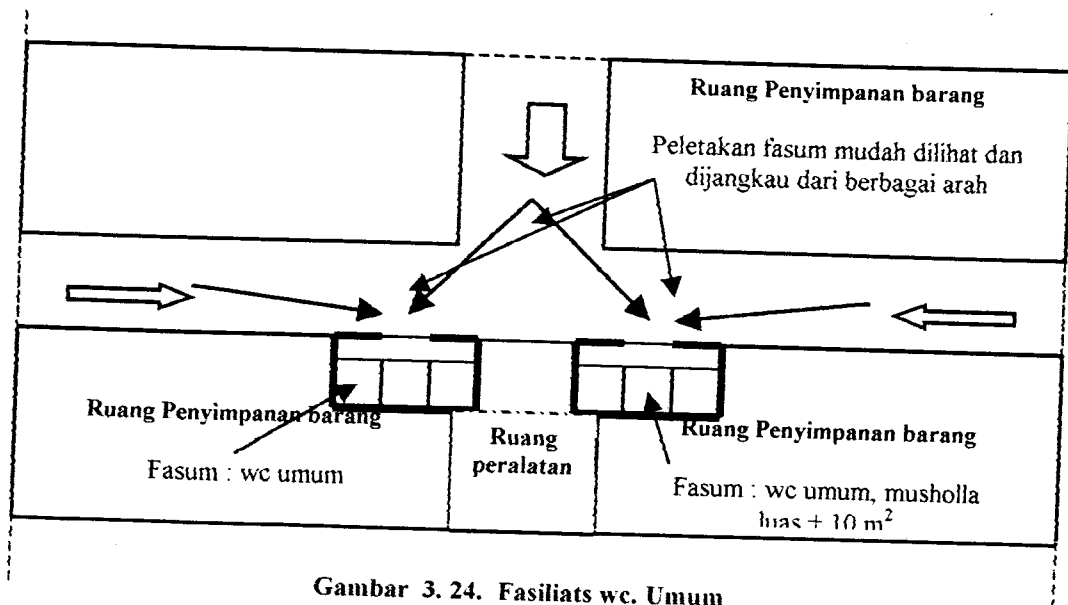 Ruang Penyimpanan barang
Peletakan fasum mudah dilihat dan
dijangkau dari berbagai arah
Ruang Penyimpanan barang
Fasum : wc umum
Ruang
peralatan
Ruang Penyimpanan barang
Fasum : wc umum, musholla
luas ± 10 m²
Gambar 3. 24. Fasiliats wc. Umum